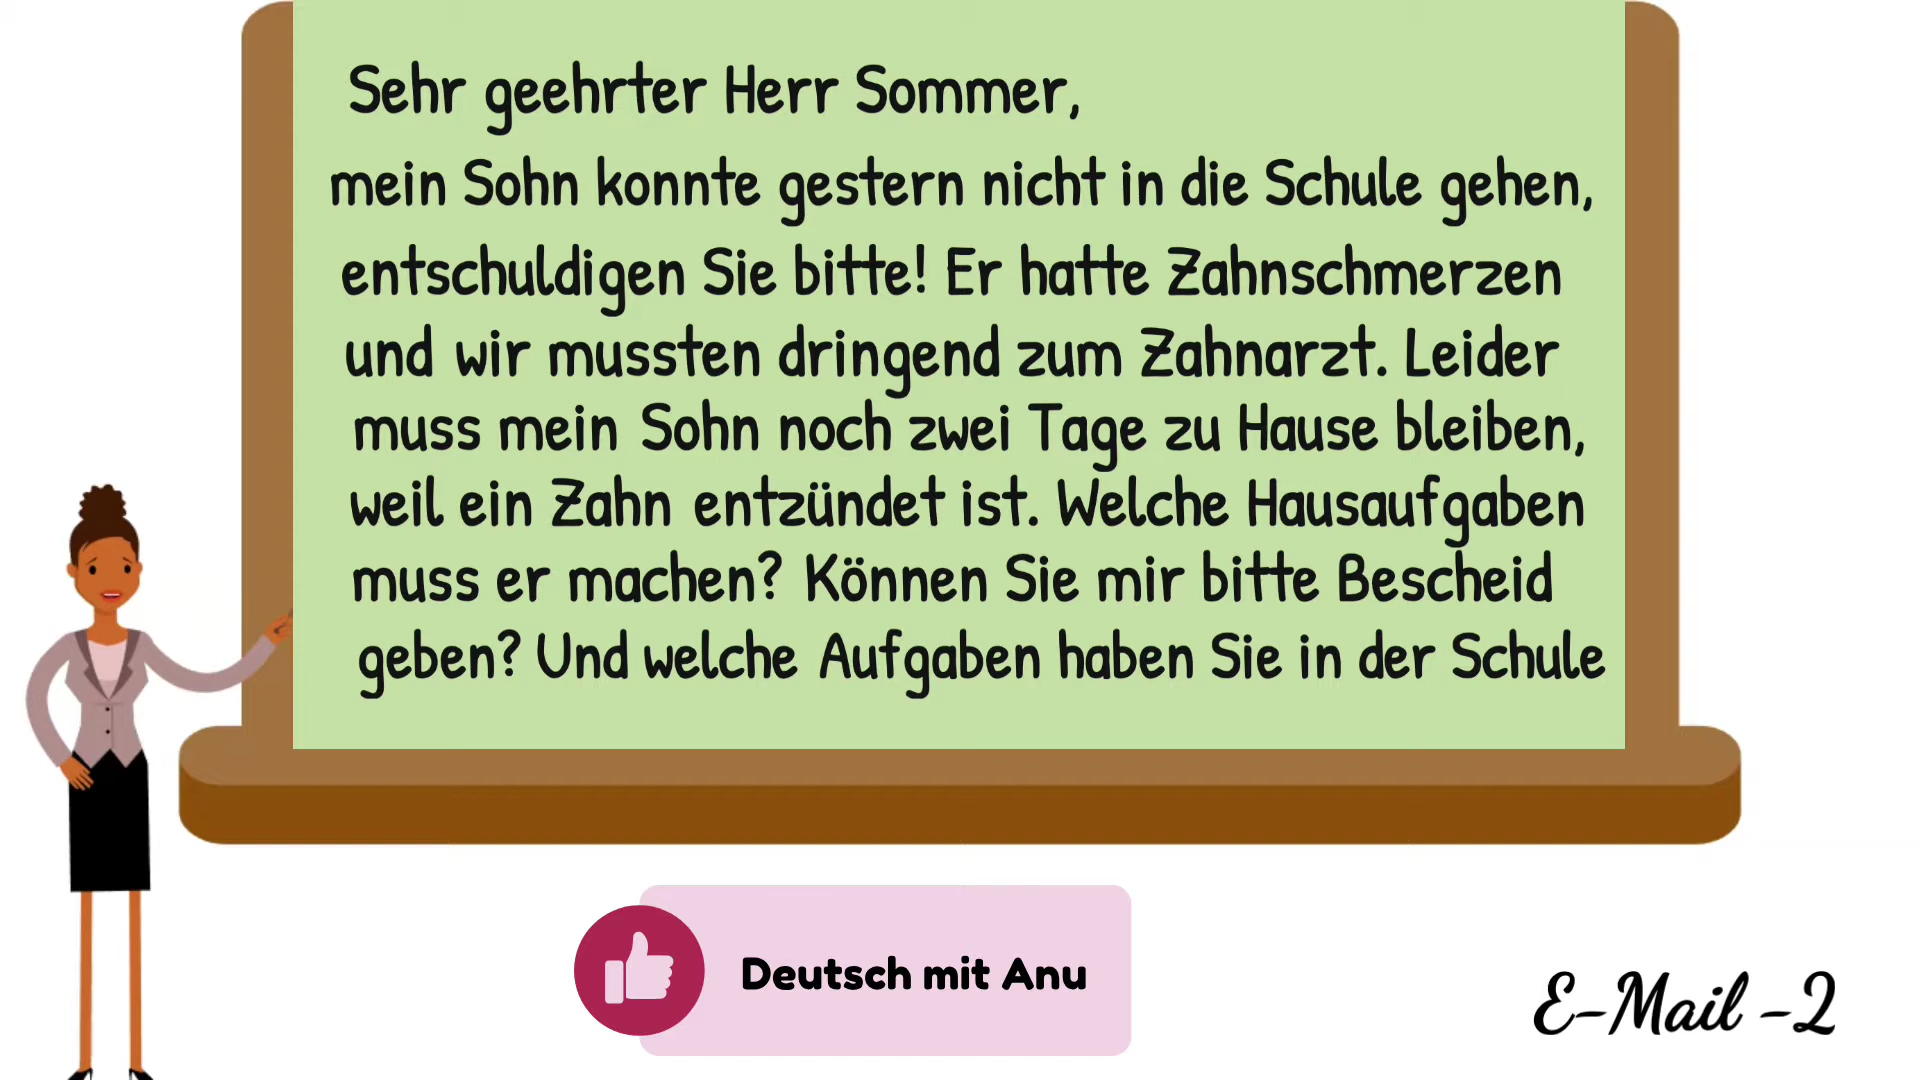 Sehr geehrter Herr Sommer,
mein Sohn konnte gestern nicht in die Schule gehen,
entschuldigen Sie bitte! Er hatte Zahnschmerzen
und wir mussten dringend zum Zahnarzt. Leider
muss mein Sohn noch zwei Tage zu Hause bleiben,
weil ein Zahn entzündet ist. Welche Hausaufgaben
muss er machen? Können Sie mir bitte Bescheid
geben? Und welche Aufgaben haben Sie in der Schule
Deutsch mit Anu
E-Mail -2